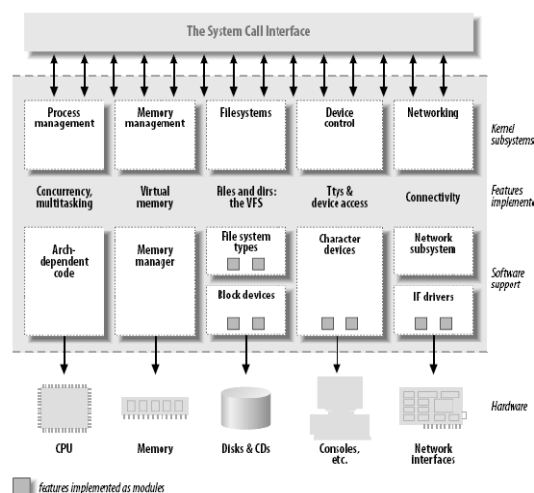 The System Call Interface
Process
management
Memory
management
Filesystems
Device
control
Networking
Kernel
subsystems
Concurrency,
multitasking
Virtual
memory
Files and dirs:
the VFS
Ttys &
device access
Connectivity
Features
implemente
Arch-
dependent
code
Memory
manager
File system
types
Block devices
Character
devices
Network
subsystem
IF drivers
Software
support
CPU
Memory
Disks & CDs
Consoles,
etc.
Network
interfaces
Hardware
features implemented as modules